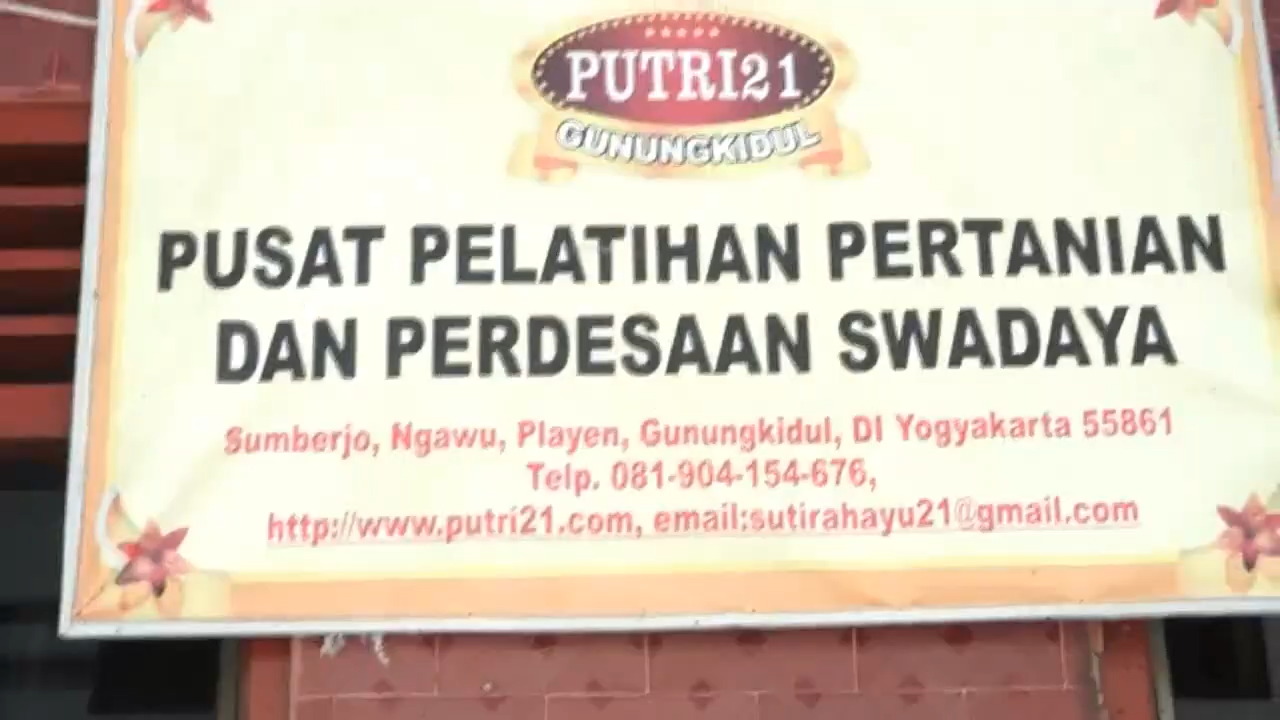 PUTRI21
GUNUNGKIDUL
PUSAT PELATIHAN PERTANIAN
DAN PERDESAAN SWADAYA
Sumberjo, Ngawu, Playen, Gunungkidul, DI Yogyakarta 55861
Telp. 081-904-154-676,
http://www.putri21.com, email:sutirahayu21@gmail.com